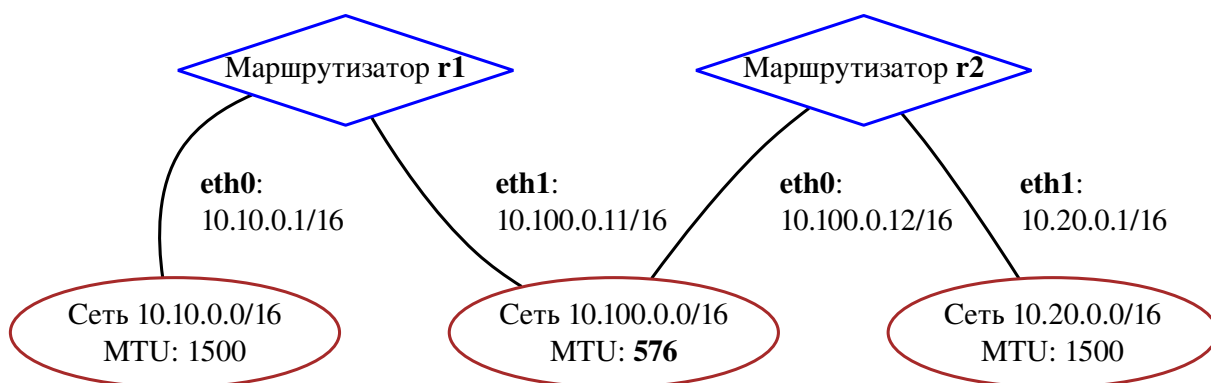 Маршрутизатор r1
Маршрутизатор r2
eth0:
10.10.0.1/16
eth1:
10.100.0.11/16
eth0:
10.100.0.12/16
eth1:
10.20.0.1/16
Сеть 10.10.0.0/16
MTU: 1500
Сеть 10.100.0.0/16
MTU: 576
Сеть 10.20.0.0/16
MTU: 1500